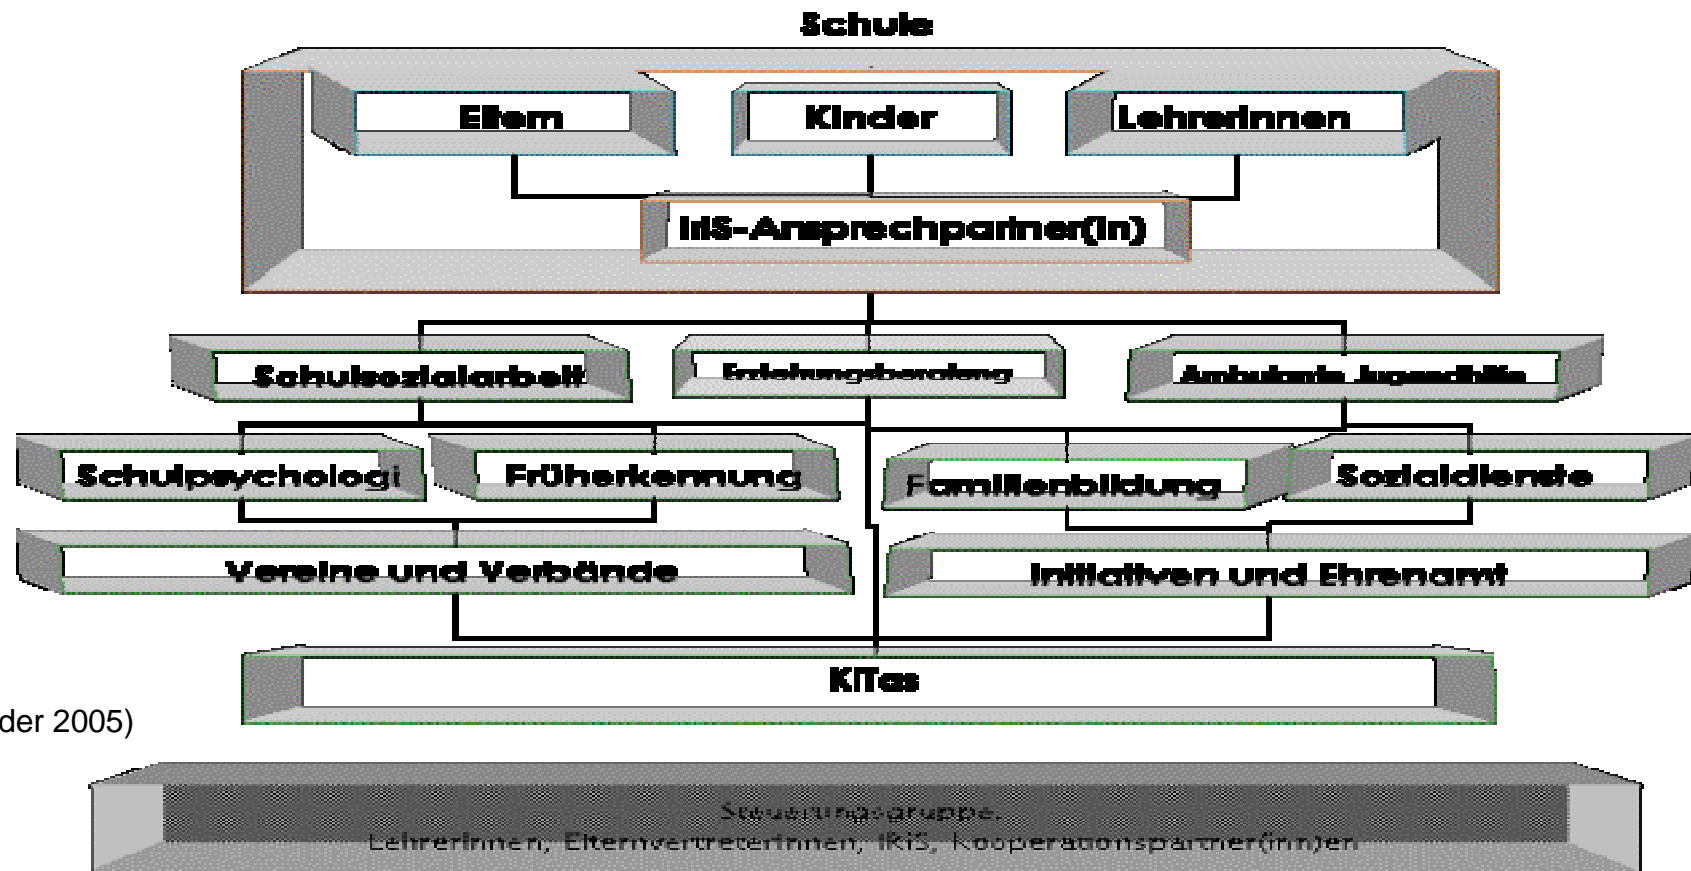 Schule
Eltern
Kinder
LehrerInnen
IriS-Ansprechpartner(in)
Schulsozialarbeit
Erziehungsberatung
Ambulante Jugendhilfe
Schulpsychologi
Früherkennung
Familienbildung
Sozialdienste
Vereine und Verbände
Initiativen und Ehrenamt
KiTas
der 2005)
Steuerungsgruppe:
LehrerInnen, ElternvertreterInnen, IRiS, Kooperationspartner(inn)en